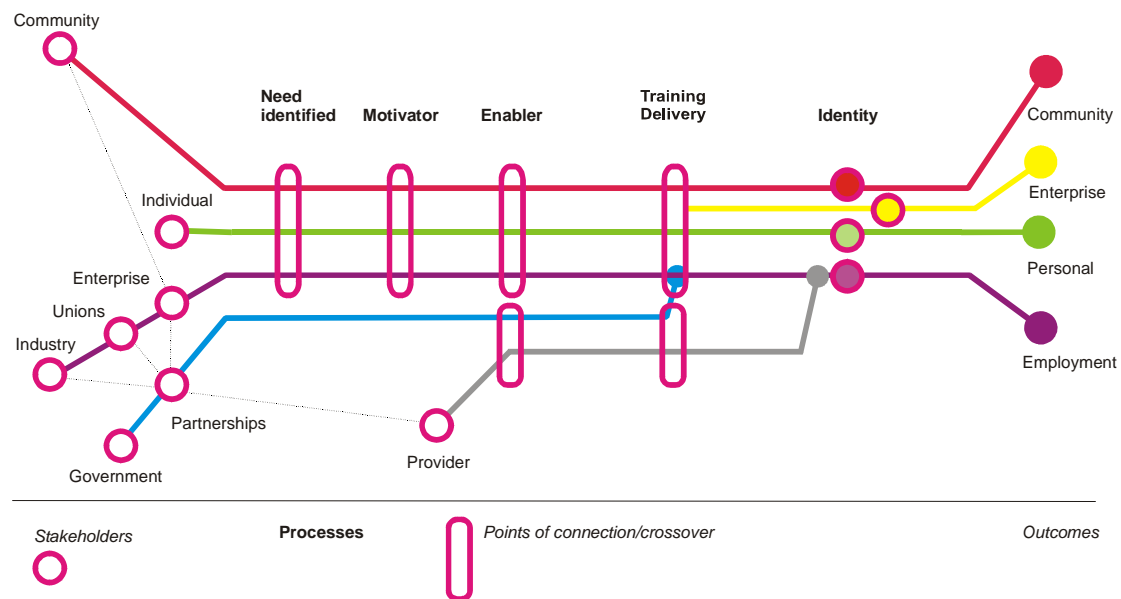 Community
Need
identified
Motivator
Enabler
Training
Delivery
Identity
Community
Individual
Enterprise
Enterprise
Personal
Unions
Industry
Employment
Partnerships
Provider
Government
Stakeholders
Processes
Points of connection/crossover
Outcomes